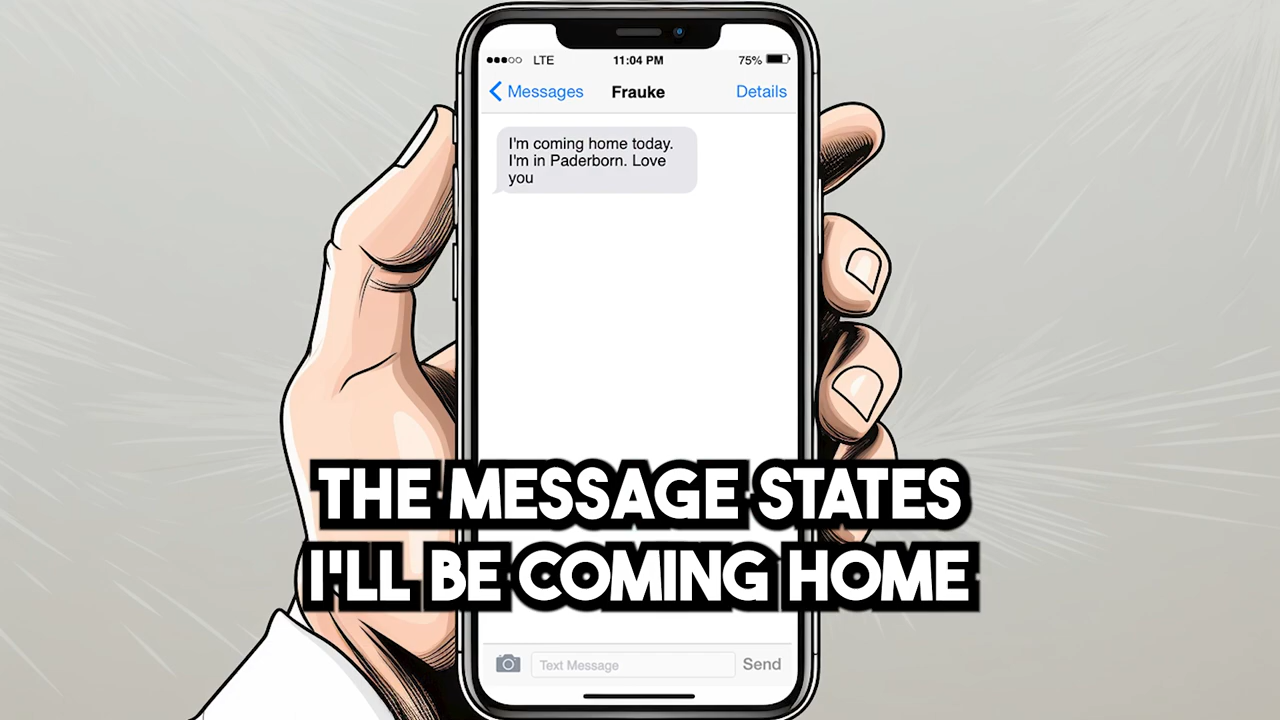 LTE 11:04 PM 75%
Messages Frauke Details
I'm coming home today.
I'm in Paderborn. Love
you
THE MESSAGE STATES
I'LL BE COMING HOME
Text Message Send